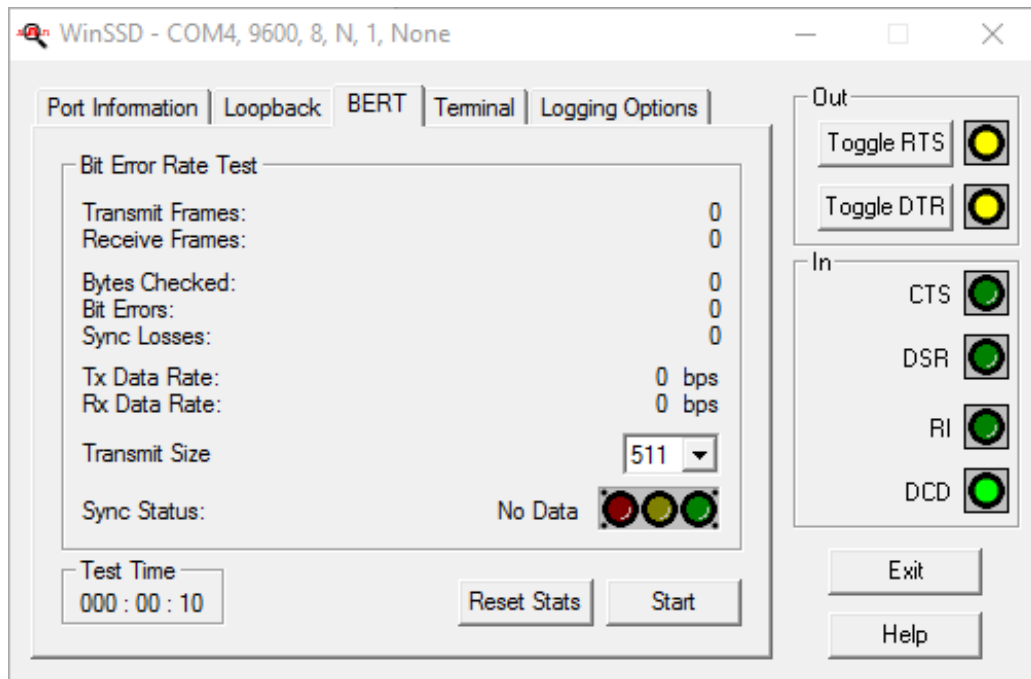 WinSSD - COM4, 9600, 8, N, 1, None
Port Information Loopback BERT Terminal Logging Options
Bit Error Rate Test
Transmit Frames: 0
Receive Frames: 0
Bytes Checked: 0
Bit Errors: 0
Sync Losses: 0
Tx Data Rate: 0 bps
Rx Data Rate: 0 bps
Transmit Size 511
Sync Status: No Data
Test Time
000 : 00 : 10
Reset Stats Start
Out
Toggle RTS
Toggle DTR
In
CTS
DSR
RI
DCD
Exit
Help